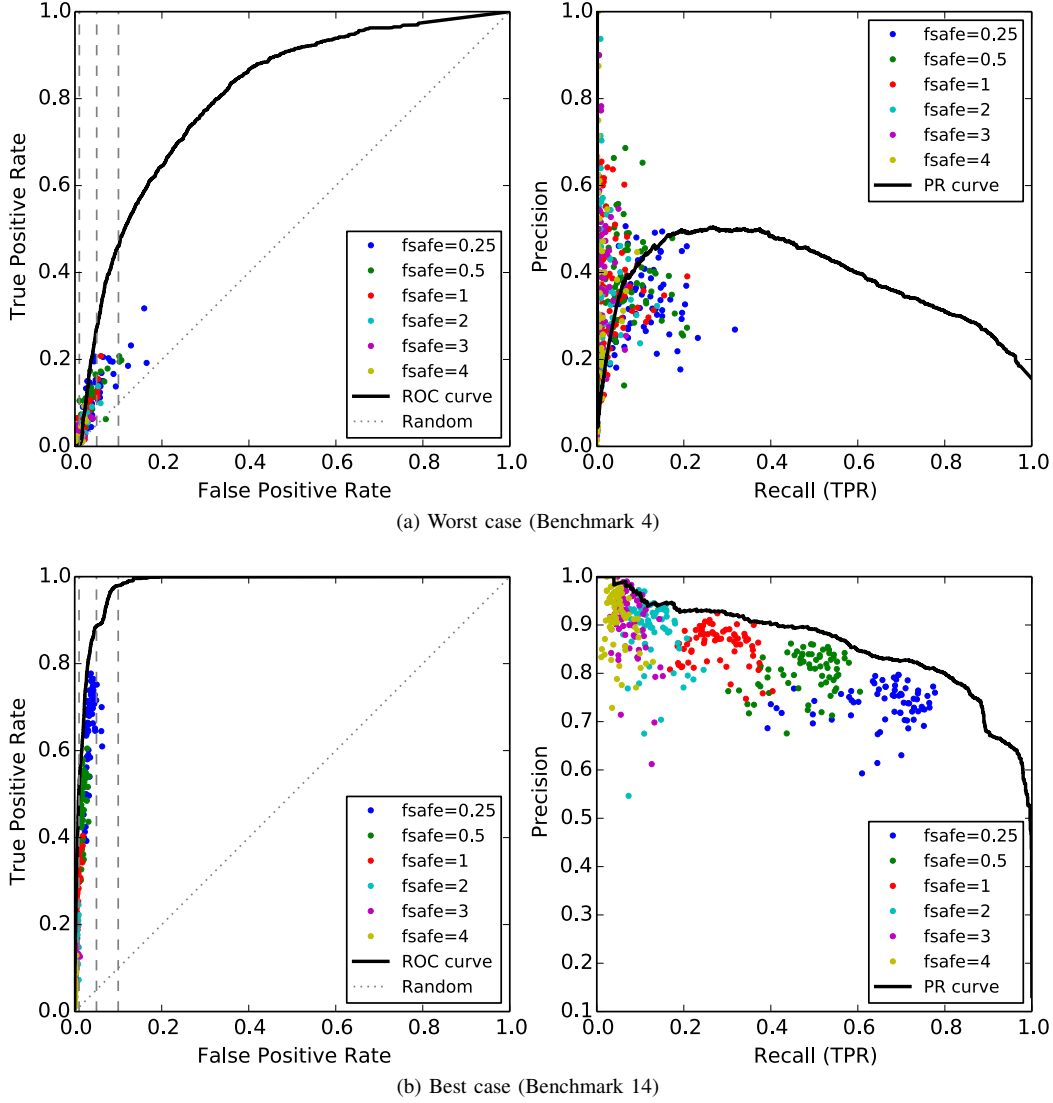 1.0
0.8
0.6
0.4
0.2
0.0
True Positive Rate
0.0 0.2 0.4 0.6 0.8 1.0
False Positive Rate
fsafe=0.25
fsafe=0.5
fsafe=1
fsafe=2
fsafe=3
fsafe=4
ROC curve
Random
1.0
0.8
0.6
0.4
0.2
0.0
Precision
0.0 0.2 0.4 0.6 0.8 1.0
Recall (TPR)
fsafe=0.25
fsafe=0.5
fsafe=1
fsafe=2
fsafe=3
fsafe=4
PR curve
(a) Worst case (Benchmark 4)
1.0
0.8
0.6
0.4
0.2
0.0
True Positive Rate
0.0 0.2 0.4 0.6 0.8 1.0
False Positive Rate
fsafe=0.25
fsafe=0.5
fsafe=1
fsafe=2
fsafe=3
fsafe=4
ROC curve
Random
1.0
0.9
0.8
0.7
0.6
0.5
0.4
0.3
0.2
0.1
Precision
0.0 0.2 0.4 0.6 0.8 1.0
Recall (TPR)
fsafe=0.25
fsafe=0.5
fsafe=1
fsafe=2
fsafe=3
fsafe=4
PR curve
(b) Best case (Benchmark 14)